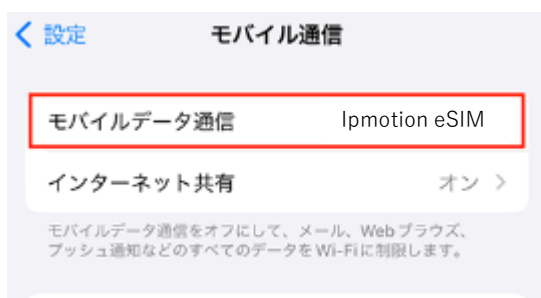 設定
モバイル通信
モバイルデータ通信 Ipmotion eSIM
インターネット共有 オン
モバイルデータ通信をオフにして、メール、Webブラウズ、
プッシュ通知などのすべてのデータをWi-Fiに制限します。